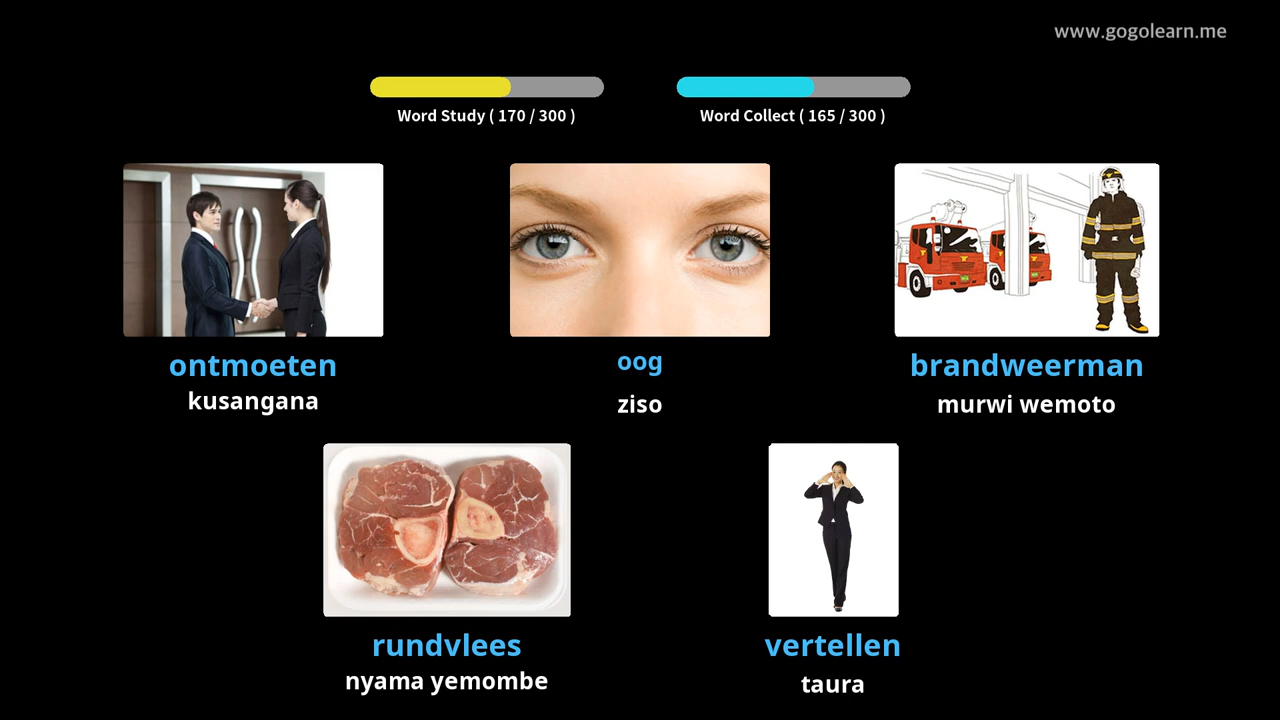 www.gogolearn.me
Word Study ( 170 / 300 )
Word Collect ( 165 / 300 )
ontmoeten
kusangana
oog
ziso
brandweerman
murwi wemoto
rundvlees
nyama yemombe
vertellen
taura